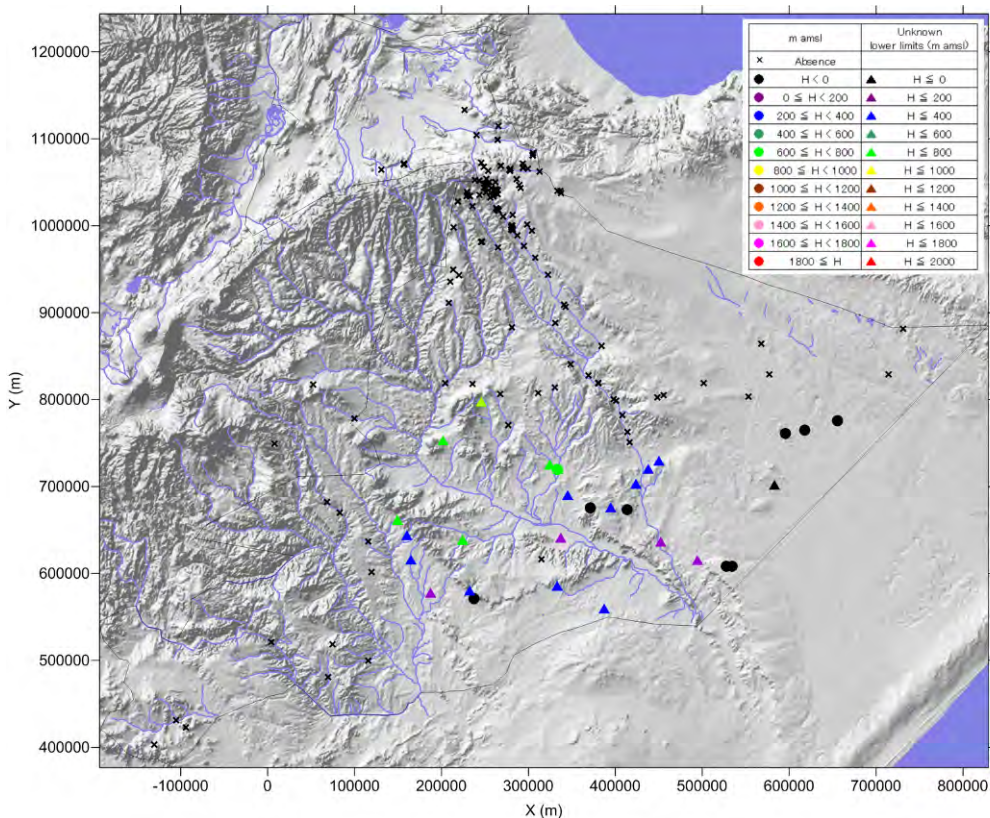 m amsl Unknown lower limits (m amsl)
× Absence
H < 0 H ≦ 0
0 ≦ H < 200 H ≦ 200
200 ≦ H < 400 H ≦ 400
400 ≦ H < 600 H ≦ 600
600 ≦ H < 800 H ≦ 800
800 ≦ H < 1000 H ≦ 1000
1000 ≦ H < 1200 H ≦ 1200
1200 ≦ H < 1400 H ≦ 1400
1400 ≦ H < 1600 H ≦ 1600
1600 ≦ H < 1800 H ≦ 1800
1800 ≦ H H ≦ 2000
Y (m)
1200000
1100000
1000000
900000
800000
700000
600000
500000
400000
-100000 0 100000 200000 300000 400000 500000 600000 700000 800000
X (m)